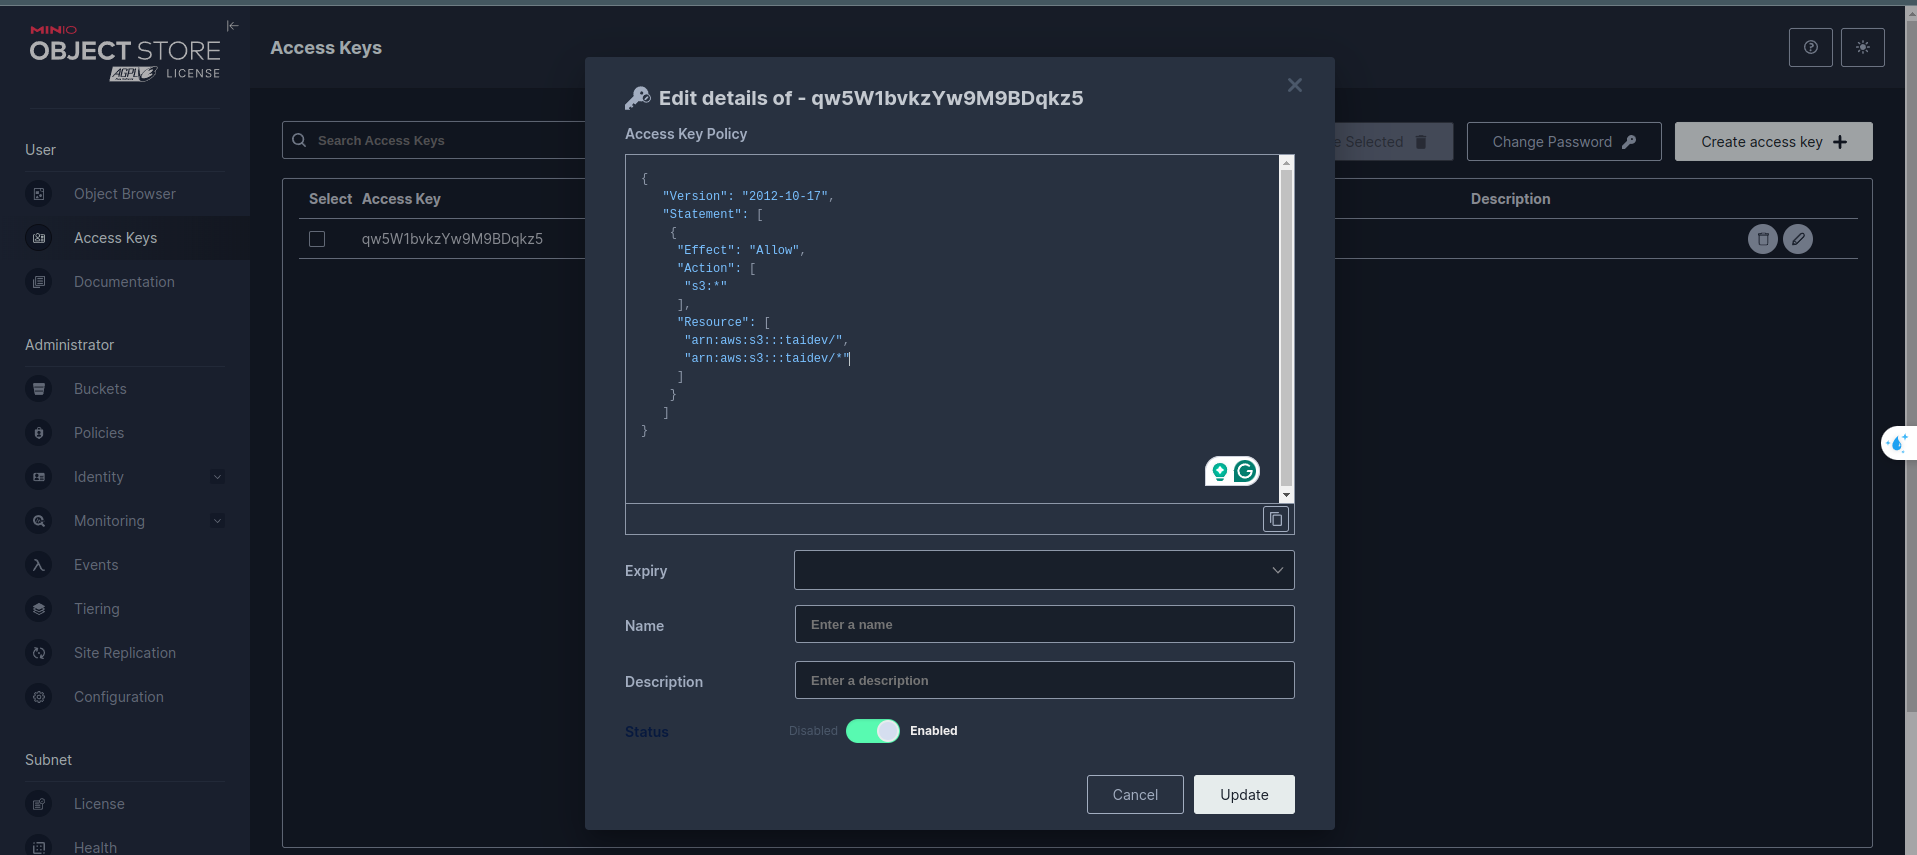 MINIO
OBJECT STORE
AGPLv3 LICENSE
User
Object Browser
Access Keys
Documentation
Administrator
Buckets
Policies
Identity
Monitoring
Events
Tiering
Site Replication
Configuration
Subnet
License
Health
Access Keys
Search Access Keys
Selected
Change Password
Create access key
Select Access Key
Description
qw5W1bvkzYw9M9BDqkz5
Edit details of - qw5W1bvkzYw9M9BDqkz5
Access Key Policy
{
"Version": "2012-10-17",
"Statement": [
{
"Effect": "Allow",
"Action": [
"s3:*"
],
"Resource": [
"arn:aws:s3:::taidev/",
"arn:aws:s3:::taidev/*"
]
}
]
}
Expiry
Name
Enter a name
Description
Enter a description
Status
Disabled
Enabled
Cancel
Update